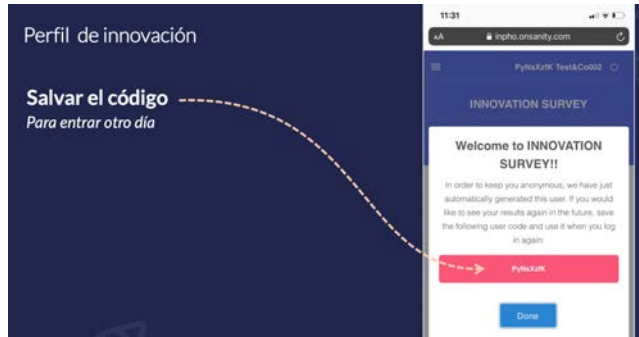 Perfil de innovación
Salvar el código
Para entrar otro día
11:31
AA inpho.onsanity.com
PyNsXzfK Test&Co002
INNOVATION SURVEY
Welcome to INNOVATION
SURVEY!!
In order to keep you anonymous, we have just
automatically generated this user. If you would
like to see your results again in the future, save
the following user code and use it when you log
in again:
PyNsXzfK
Done